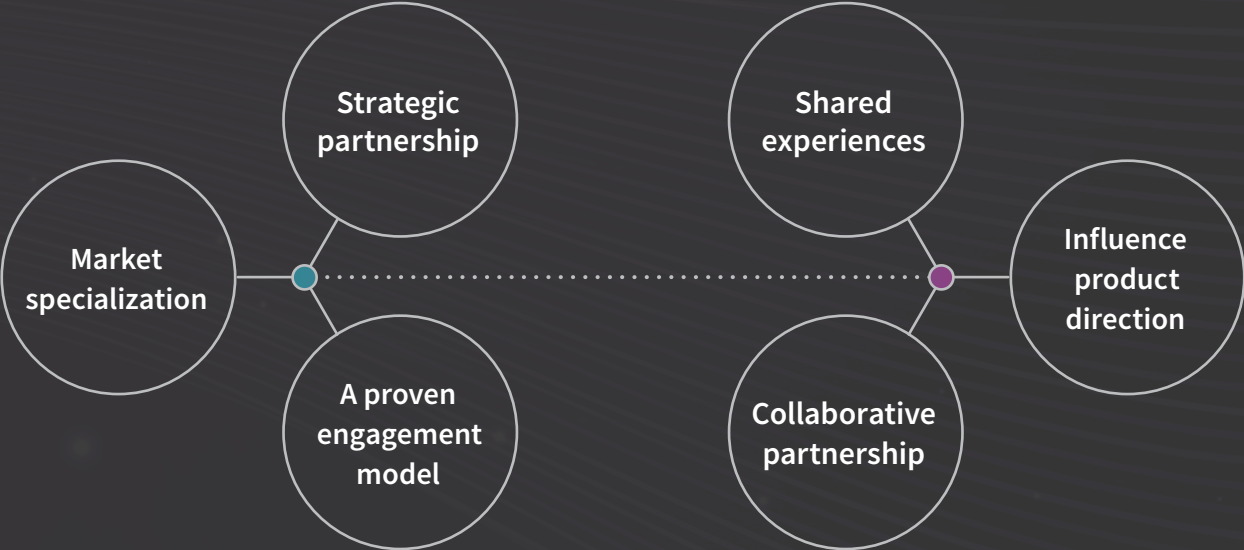 Strategic
partnership
Shared
experiences
Market
specialization
Influence
product
direction
A proven
engagement
model
Collaborative
partnership